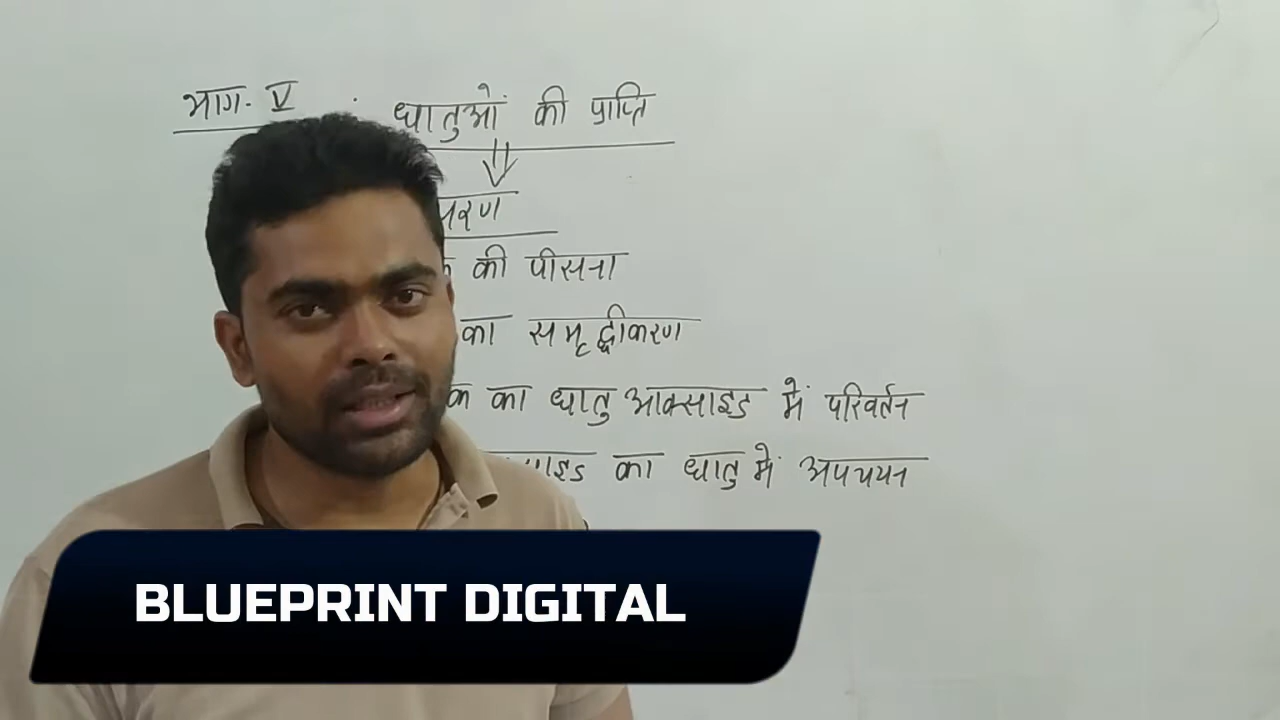 भाग- V : धातुओं की प्राप्ति
की पीसना
का समृद्धीकरण
का धातु आक्साइड में परिवर्तन
का धातु में अपचयन
BLUEPRINT DIGITAL